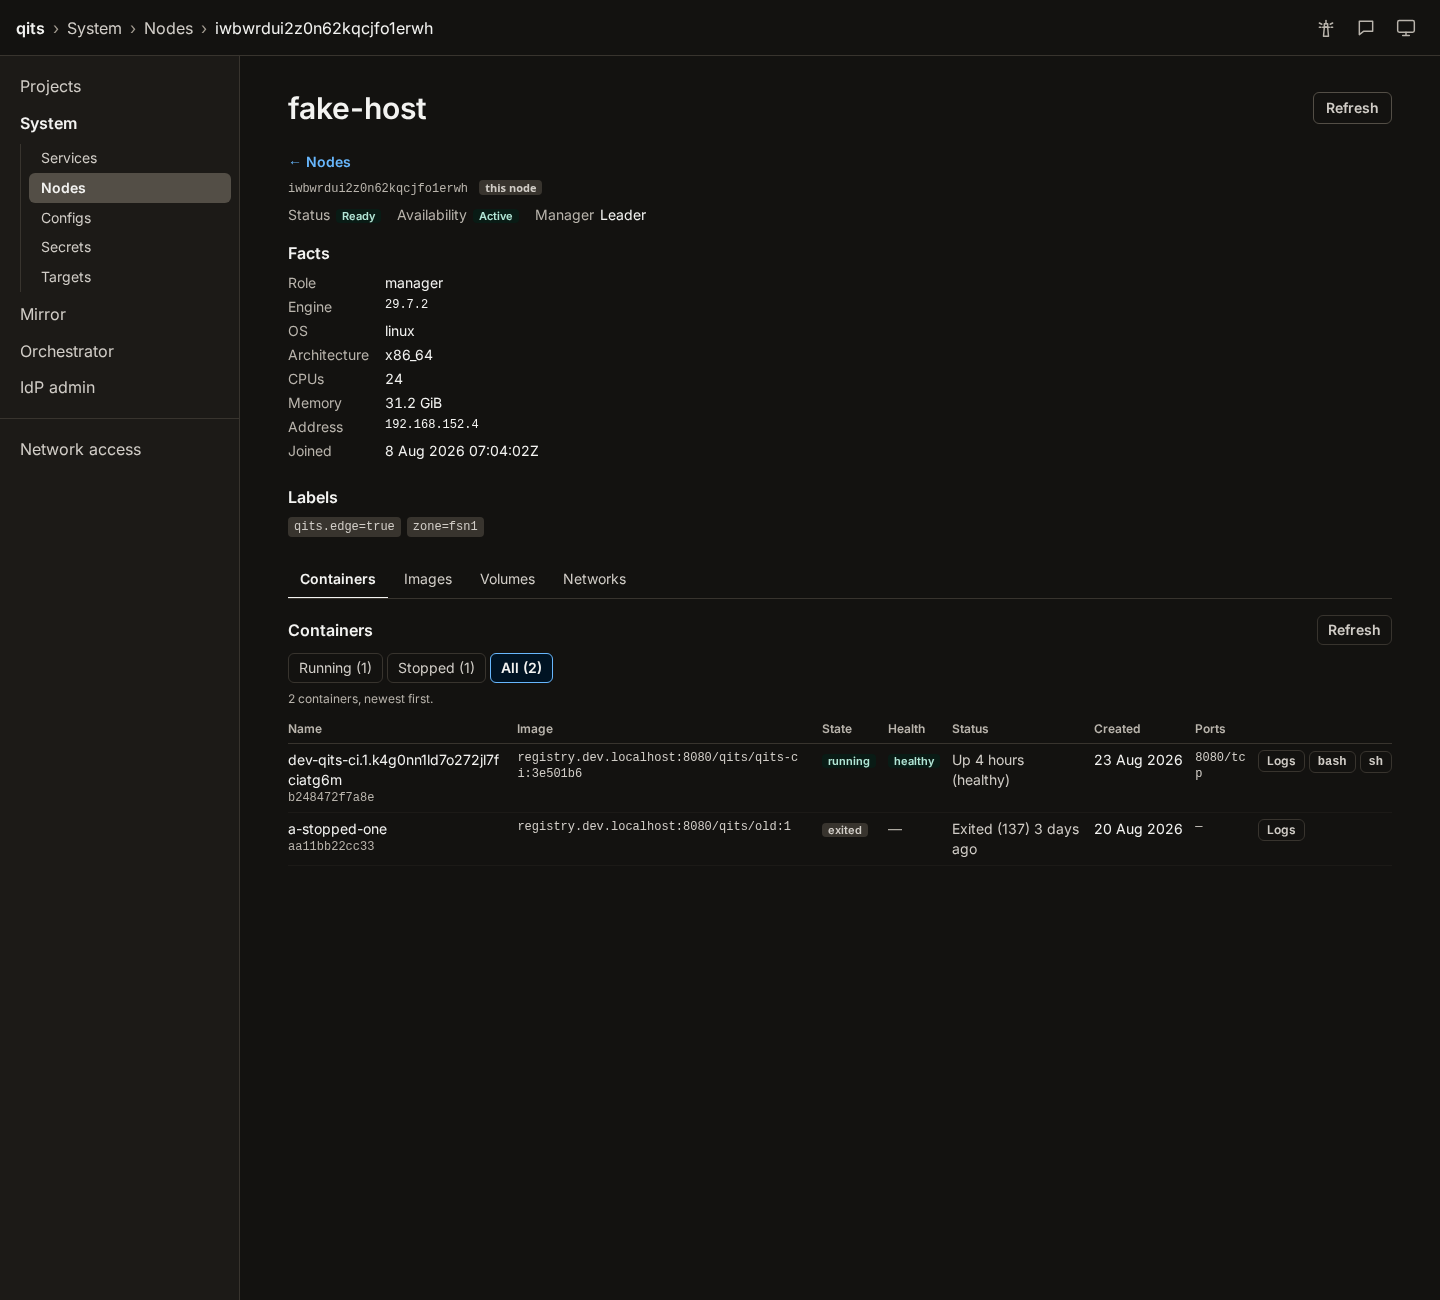 qits › System › Nodes › iwbwrdui2z0n62kqcjfo1erwh
Projects
System
Services
Nodes
Configs
Secrets
Targets
Mirror
Orchestrator
IdP admin
Network access
fake-host
Refresh
← Nodes
iwbwrdui2z0n62kqcjfo1erwh this node
Status Ready Availability Active Manager Leader
Facts
Role manager
Engine 29.7.2
OS linux
Architecture x86_64
CPUs 24
Memory 31.2 GiB
Address 192.168.152.4
Joined 8 Aug 2026 07:04:02Z
Labels
qits.edge=true zone=fsn1
Containers Images Volumes Networks
Containers Refresh
Running (1) Stopped (1) All (2)
2 containers, newest first.
Name Image State Health Status Created Ports
dev-qits-ci.1.k4g0nn1ld7o272jl7f registry.dev.localhost:8080/qits/qits-c running healthy Up 4 hours 23 Aug 2026 8080/tc Logs bash sh
ciatg6m i:3e501b6 (healthy) p
b248472f7a8e
a-stopped-one registry.dev.localhost:8080/qits/old:1 exited — Exited (137) 3 days 20 Aug 2026 — Logs
aa11bb22cc33 ago